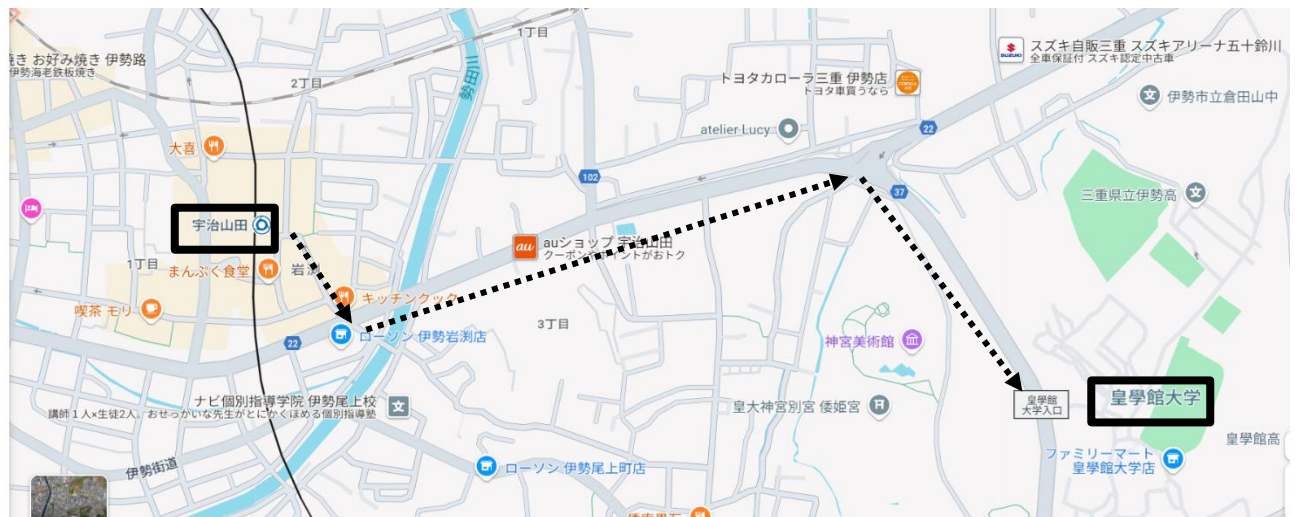 1丁目
スズキ自販三重 スズキアリーナ五十鈴川
全車保証付 スズキ認定中古車
SUZUKI
き お好み焼き 伊勢路
伊勢海老鉄板焼き
2丁目
勢田川
トヨタカローラ三重 伊勢店
トヨタ車買うなら
伊勢市立倉田山中
atelier Lucy
22
大喜
102
37
三重県立伊勢高
宇治山田
au
auショップ 宇治山田
クーポンやポイントがおトク
1丁目
まんぷく食堂
岩渕
キッチンクック
喫茶 モリ
3丁目
22
ローソン 伊勢岩渕店
神宮美術館
ナビ個別指導学院 伊勢尾上校
講師1人×生徒2人。おせっかいな先生がとにかくほめる個別指導塾
皇大神宮別宮 倭姫宮
皇學館
大学入口
皇學館大学
皇學館高
ファミリーマート
皇學館大学店
伊勢街道
ローソン 伊勢尾上町店